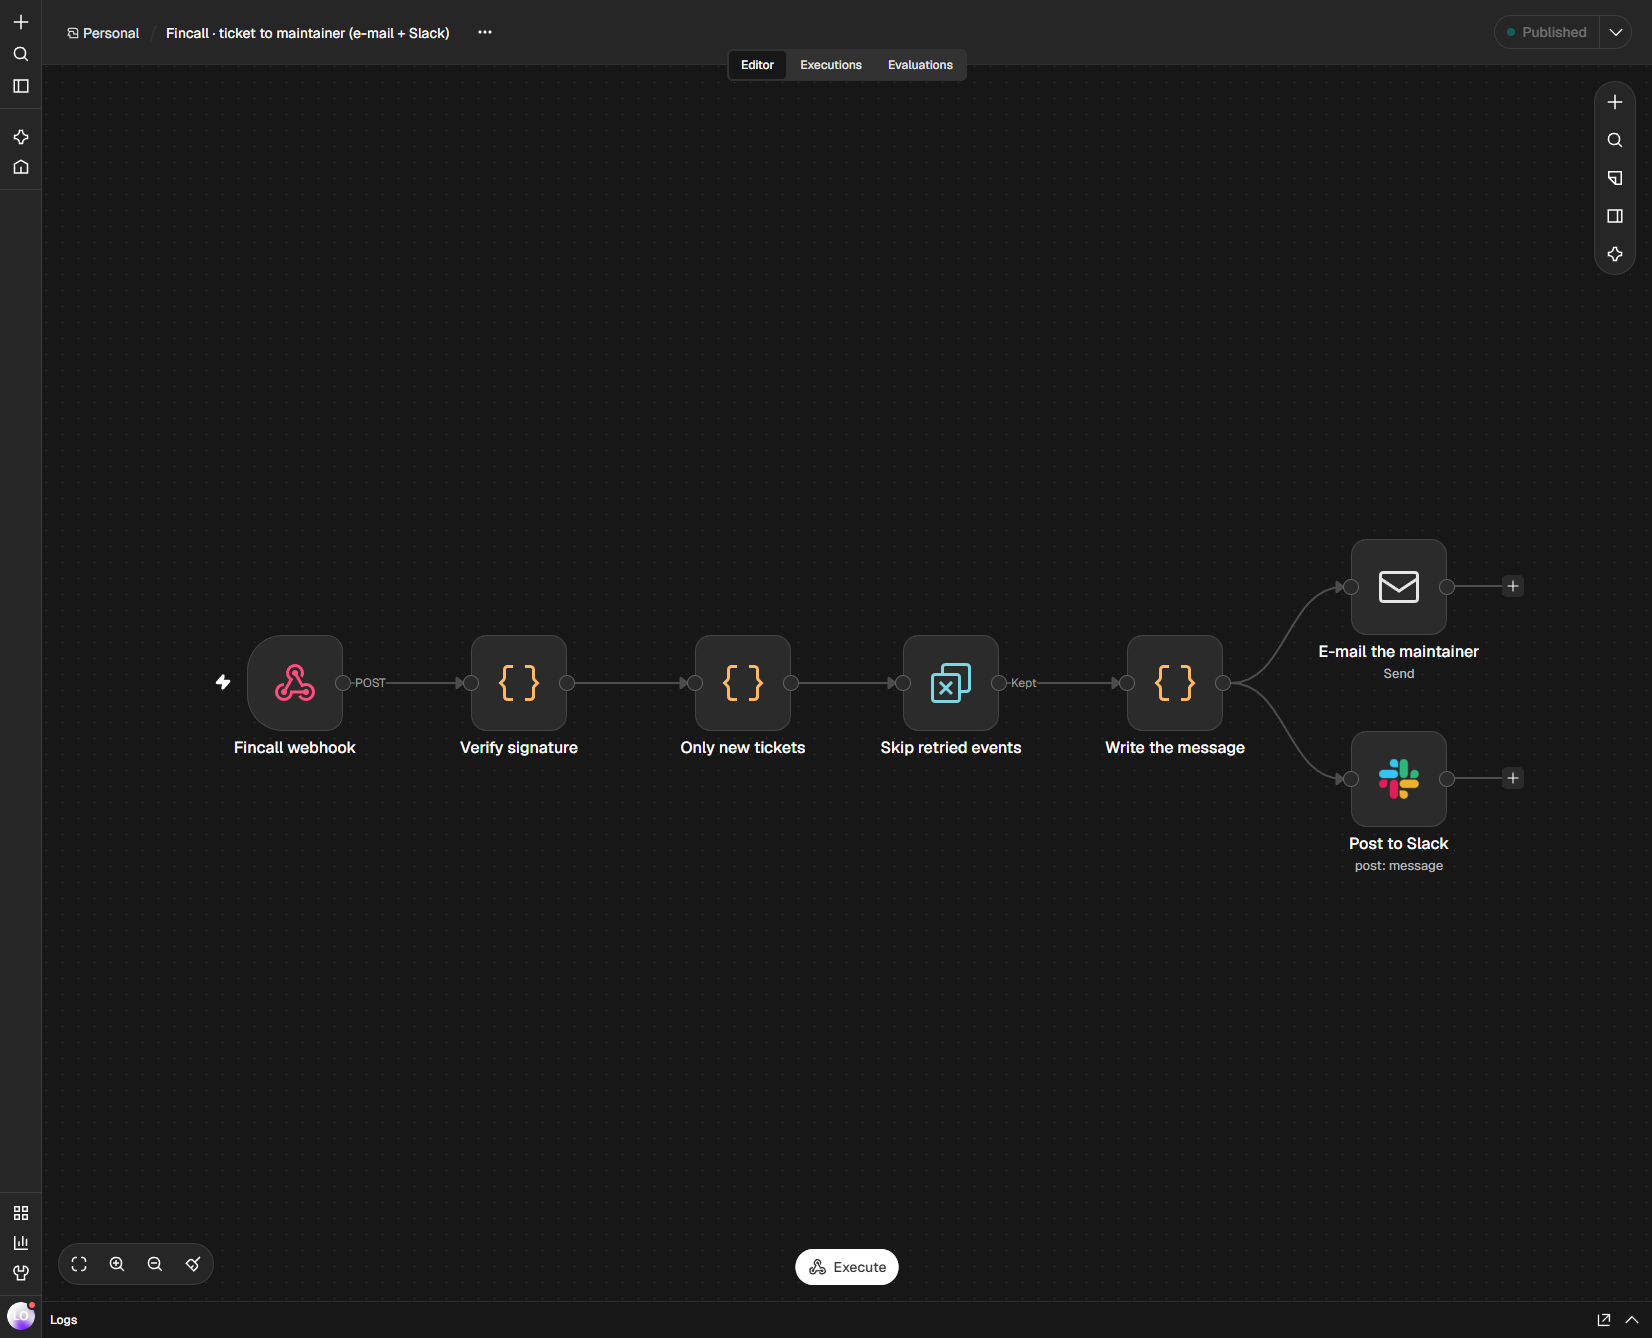 Personal / Fincall · ticket to maintainer (e-mail + Slack)
Published
Editor Executions Evaluations
E-mail the maintainer
Send
POST
Kept
Fincall webhook
Verify signature
Only new tickets
Skip retried events
Write the message
Post to Slack
post: message
Execute
Logs